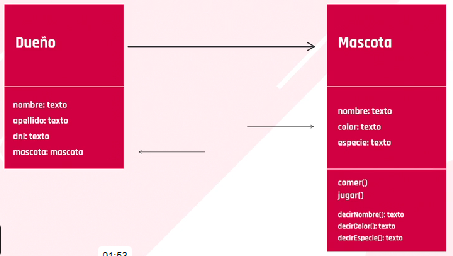 Dueño
nombre: texto
apellido: texto
dni: texto
mascota: mascota
Mascota
nombre: texto
color: texto
especie: texto
comer()
jugar()
decirNombre(): texto
decirColor(): texto
decirEspecie(): texto
01:53